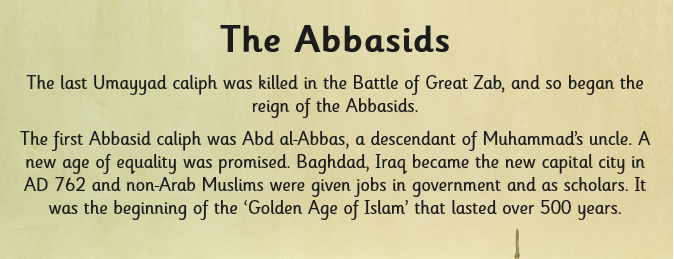 The Abbasids
The last Umayyad caliph was killed in the Battle of Great Zab, and so began the
reign of the Abbasids.
The first Abbasid caliph was Abd al-Abbas, a descendant of Muhammad's uncle. A
new age of equality was promised. Baghdad, Iraq became the new capital city in
AD 762 and non-Arab Muslims were given jobs in government and as scholars. It
was the beginning of the 'Golden Age of Islam' that lasted over 500 years.